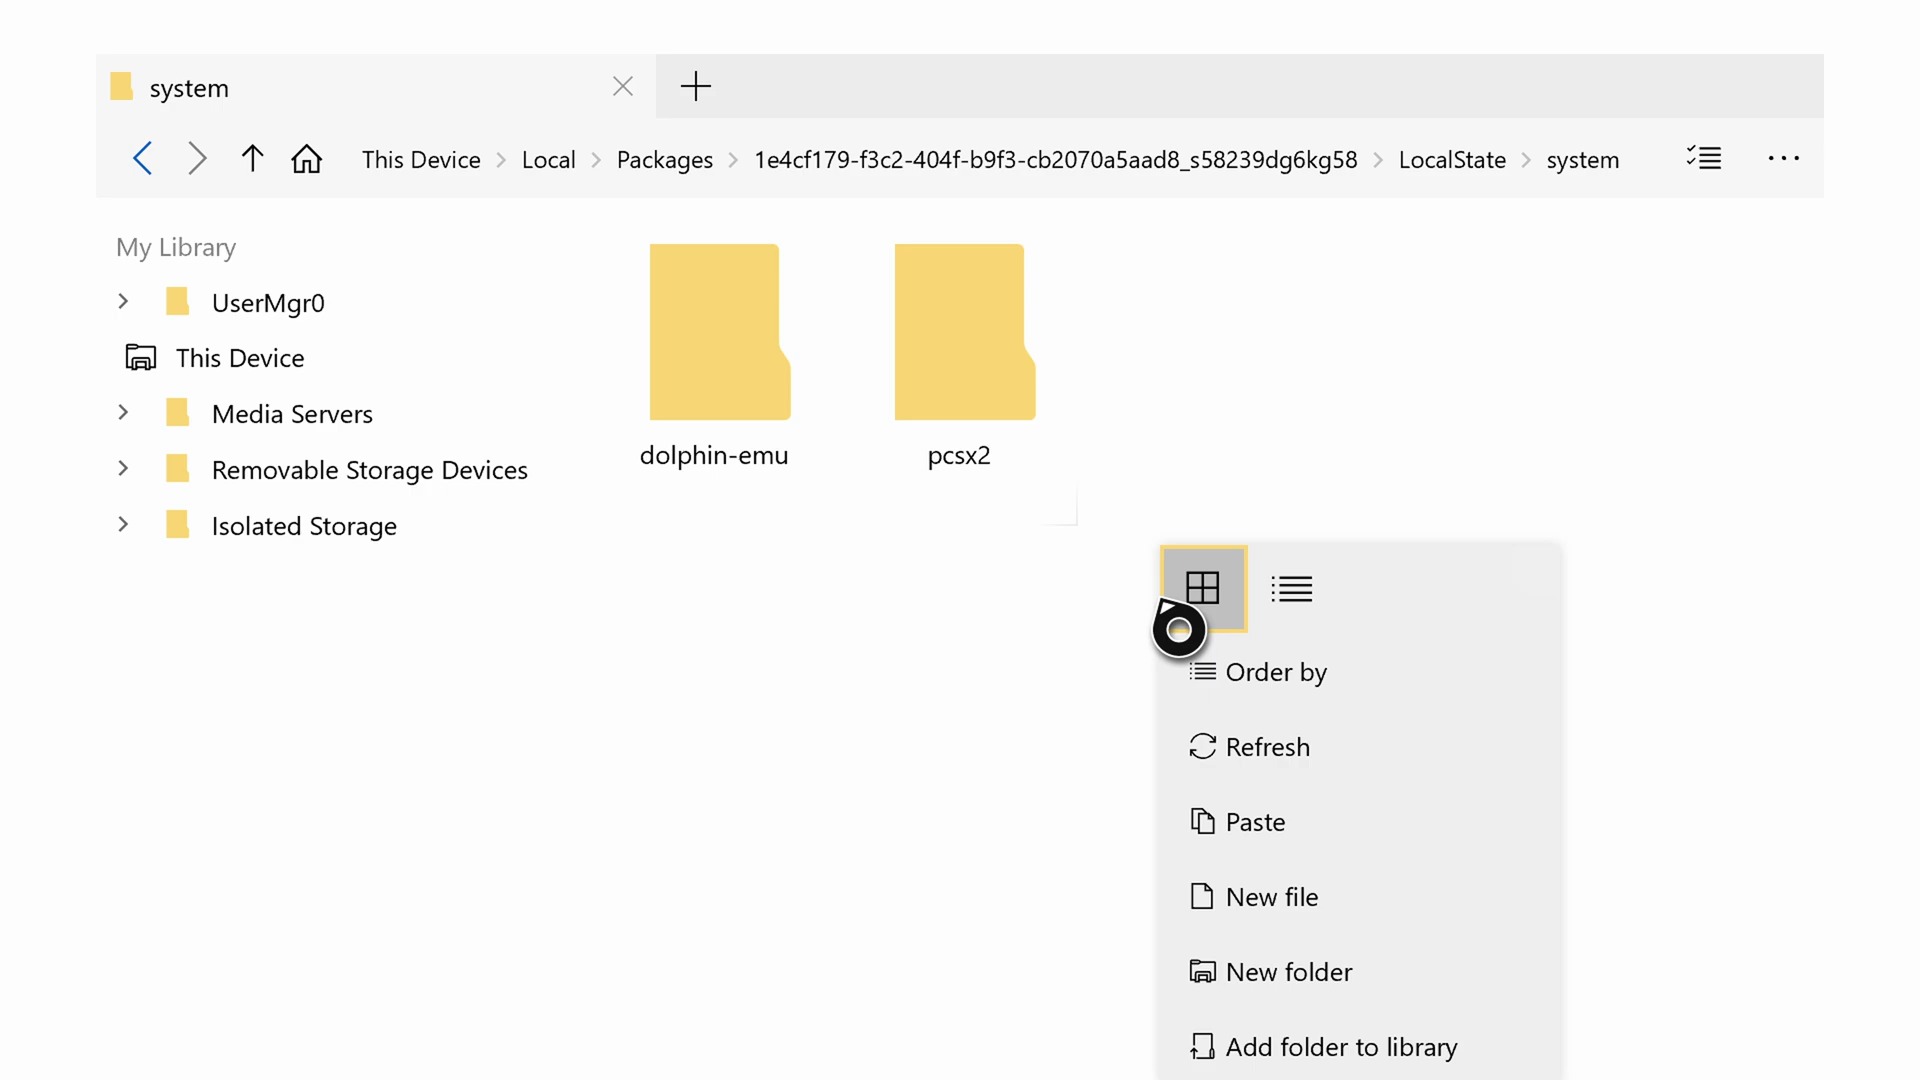 system
This Device > Local > Packages > 1e4cf179-f3c2-404f-b9f3-cb2070a5aad8_s58239dg6kg58 > LocalState > system
My Library
UserMgr0
This Device
Media Servers
Removable Storage Devices
Isolated Storage
dolphin-emu
pcsx2
Order by
Refresh
Paste
New file
New folder
Add folder to library